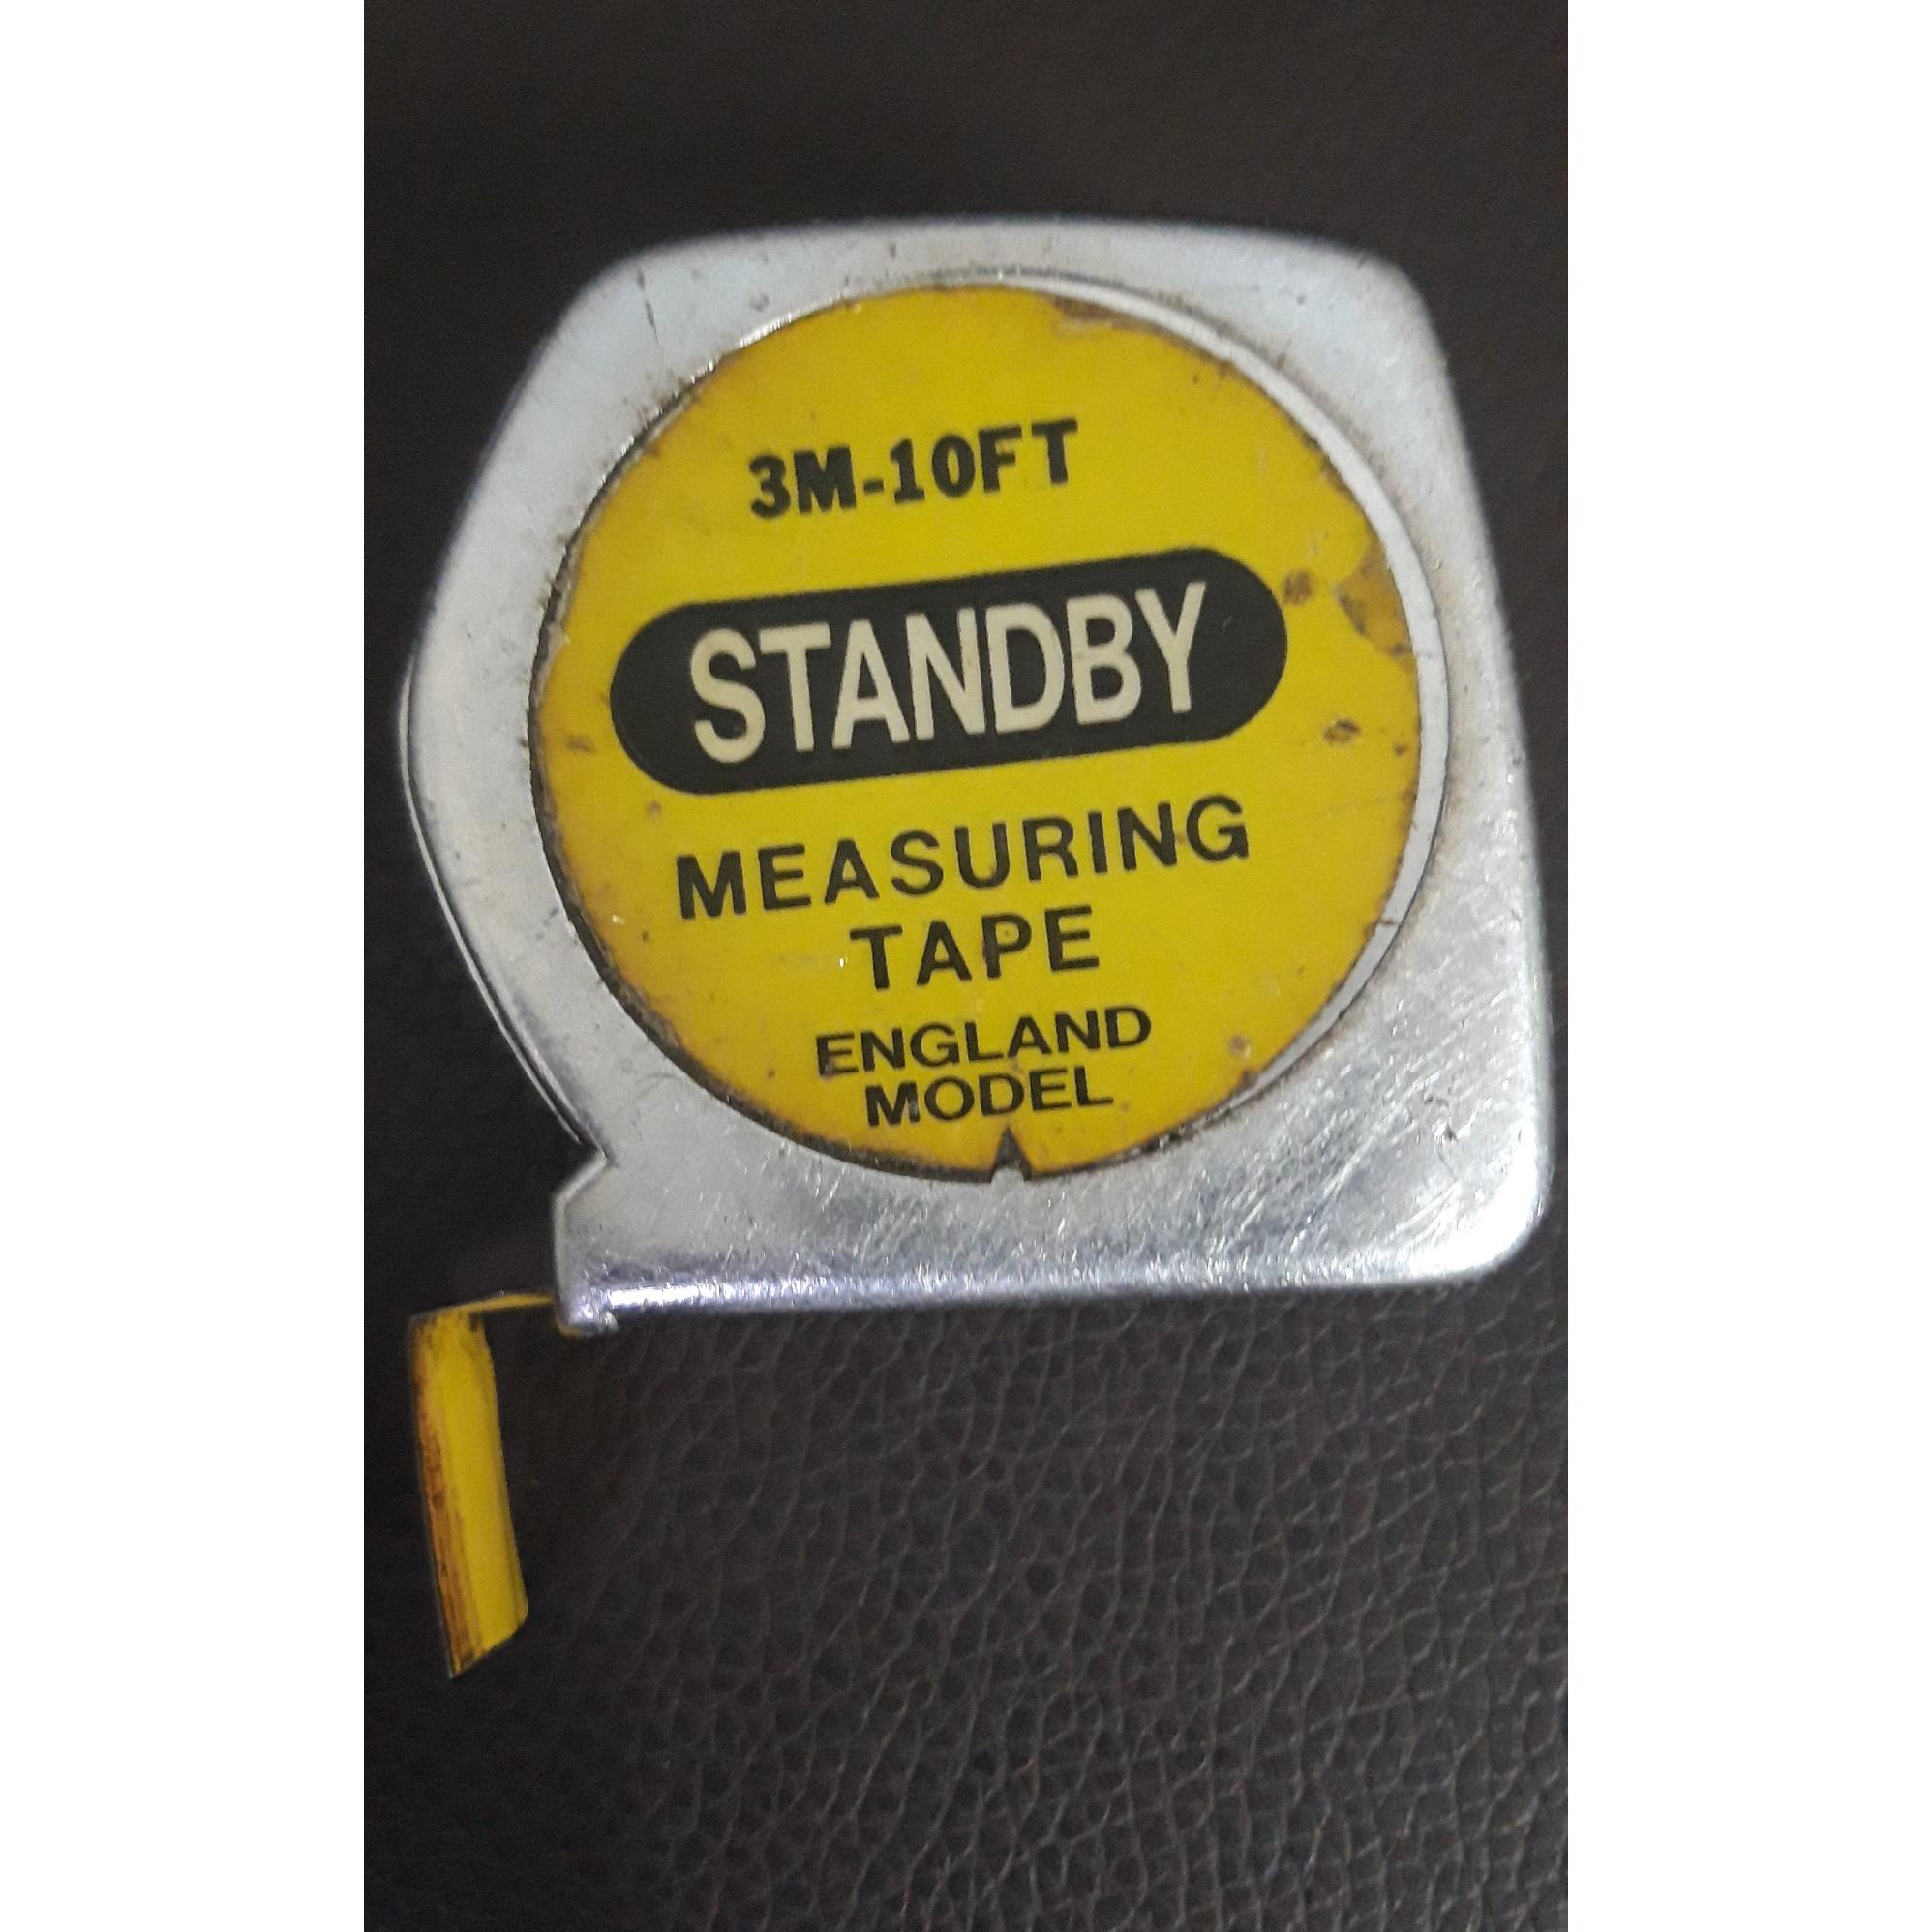 3M-10FT
STANDBY
MEASURING
TAPE
ENGLAND
MODEL